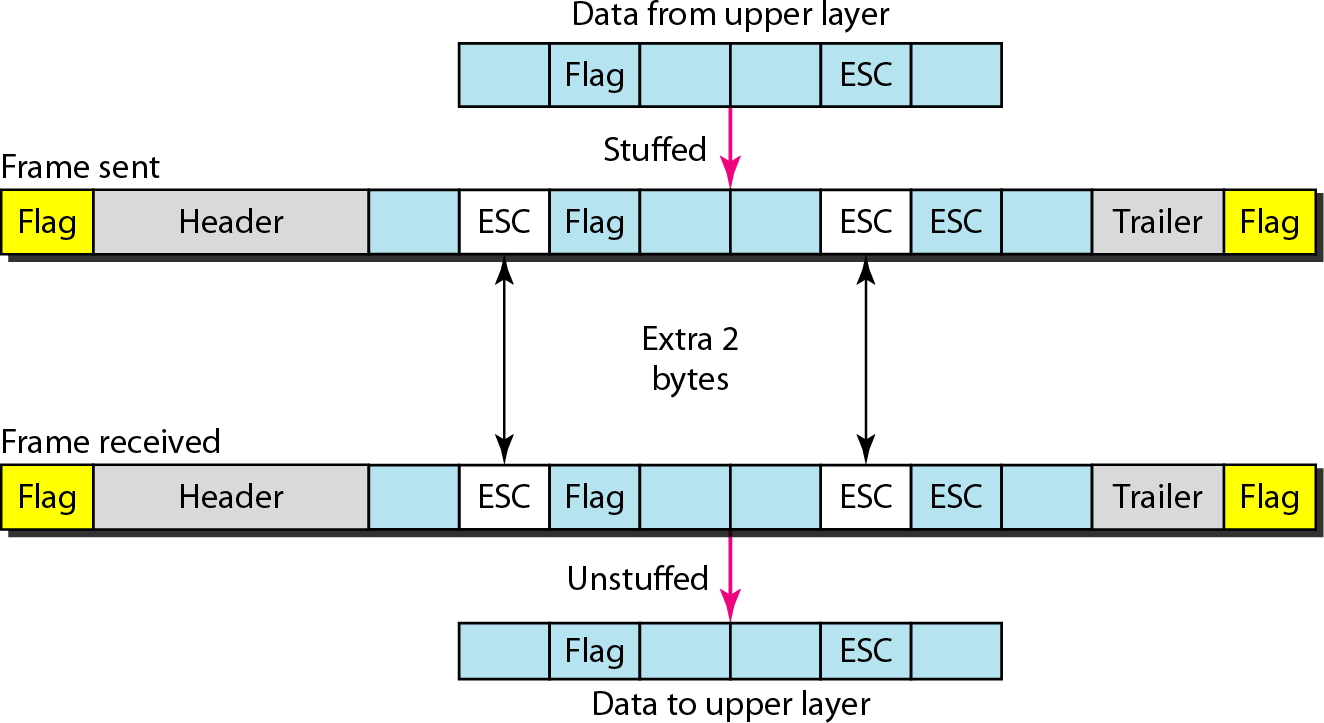 Data from upper layer
Flag ESC
Stuffed
Frame sent
Flag Header ESC Flag ESC ESC Trailer Flag
Extra 2
bytes
Frame received
Flag Header ESC Flag ESC ESC Trailer Flag
Unstuffed
Flag ESC
Data to upper layer